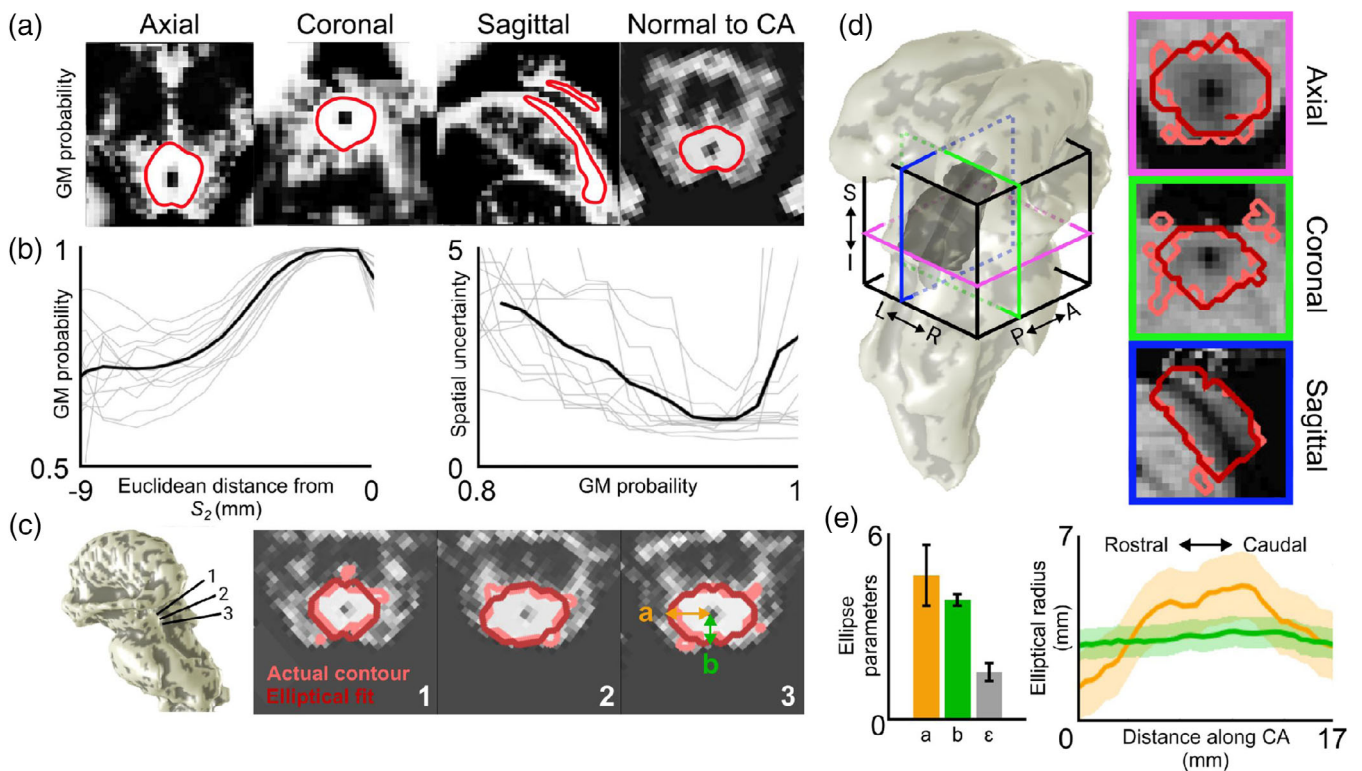 (a)
Axial
Coronal
Sagittal
Normal to CA
GM probability
(b)
1
GM probability
0.5
-9
Euclidean distance from
S₂ (mm)
0
5
Spatial uncertainty
0
0.8
GM probaility
1
(c)
1
2
3
Actual contour
Elliptical fit
1
2
a
b
3
(d)
S
I
L
R
P
A
Axial
Coronal
Sagittal
(e)
6
Ellipse
parameters
0
a
b
ε
7
Rostral
Caudal
Elliptical radius
(mm)
0
Distance along CA
(mm)
17